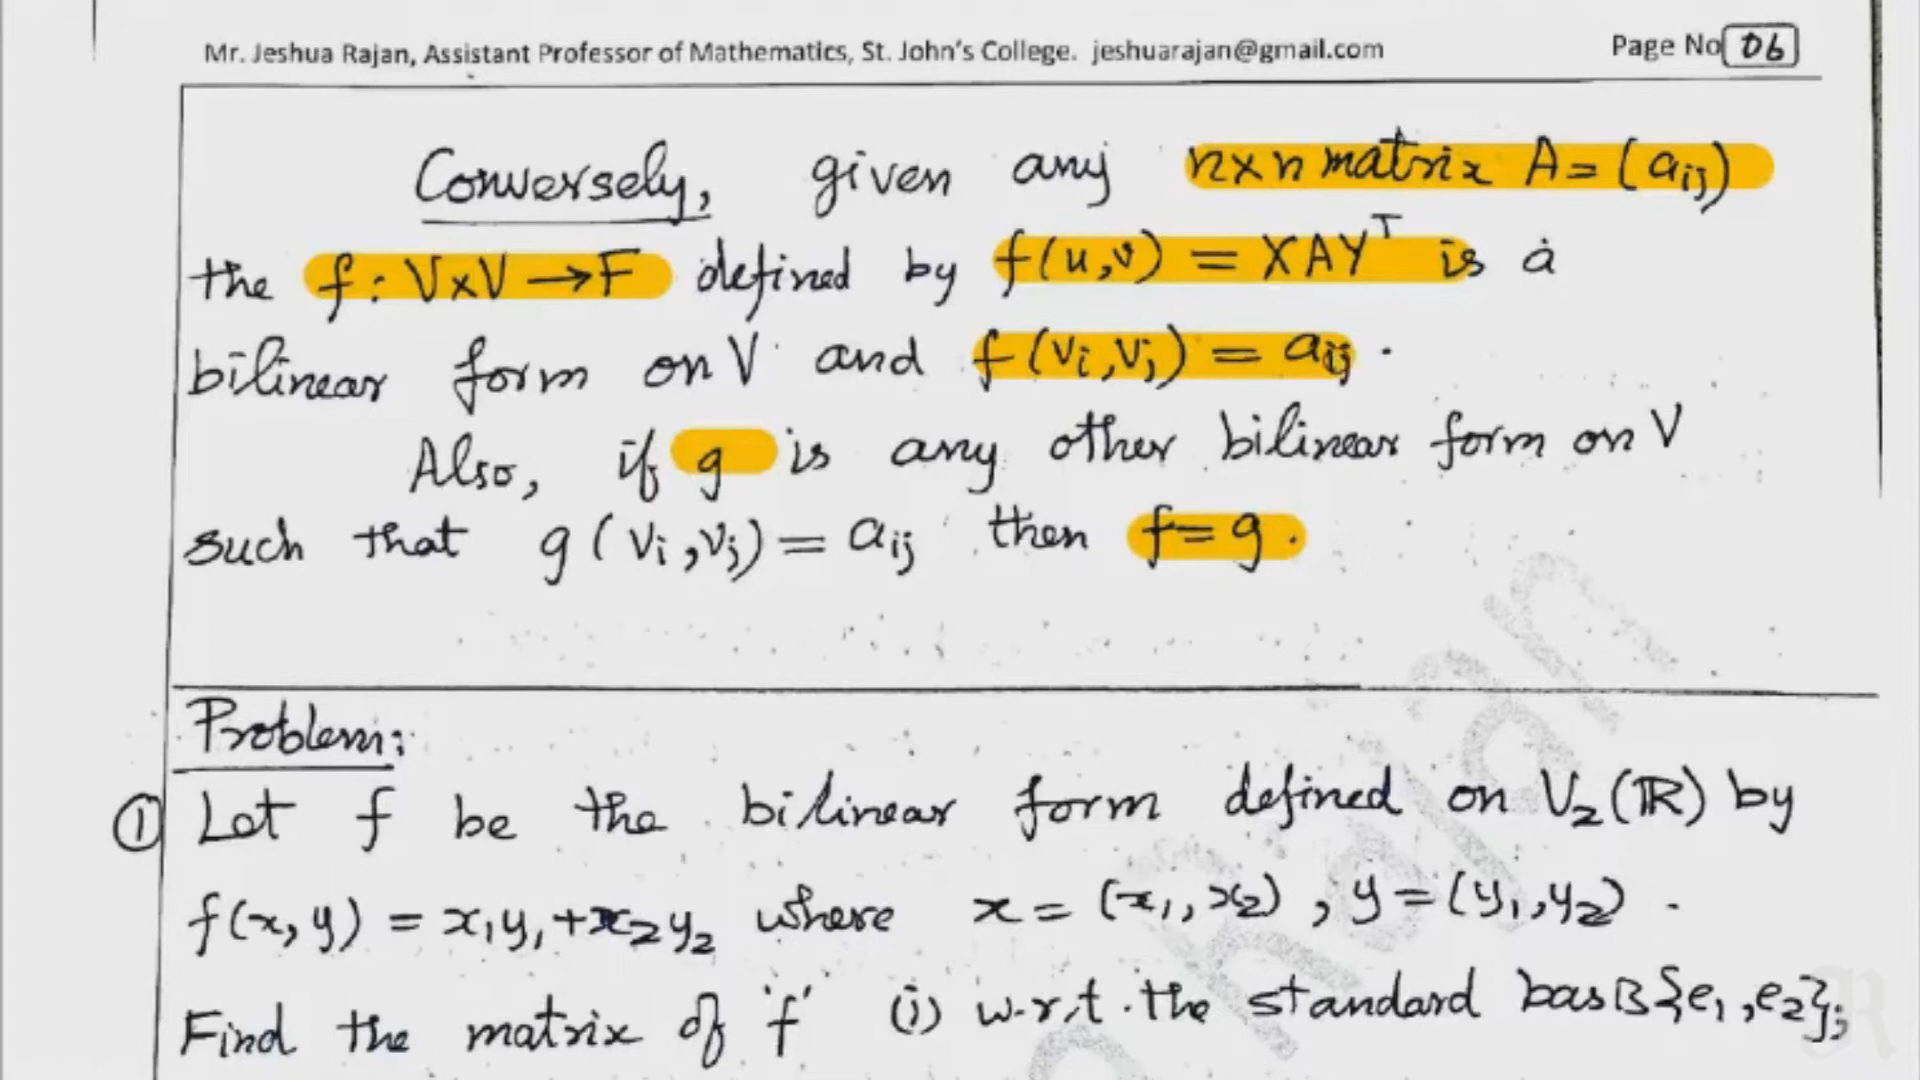 Mr. Jeshua Rajan, Assistant Professor of Mathematics, St. John's College. jeshuarajan@gmail.com Page No 06
Conversely, given any n×n matrix A=(aij)
the f: V×V→F defined by f(u,v) = XAYᵀ is a
bilinear form on V and f(vi,vj) = aij.
Also, if g is any other bilinear form on V
such that g(vi,vj) = aij then f=g.
Problem:
① Let f be the bilinear form defined on V₂(ℝ) by
f(x,y) = x₁y₁+x₂y₂ where x=(x₁,x₂), y=(y₁,y₂).
Find the matrix of 'f' (i) w.r.t. the standard basis {e₁,e₂};